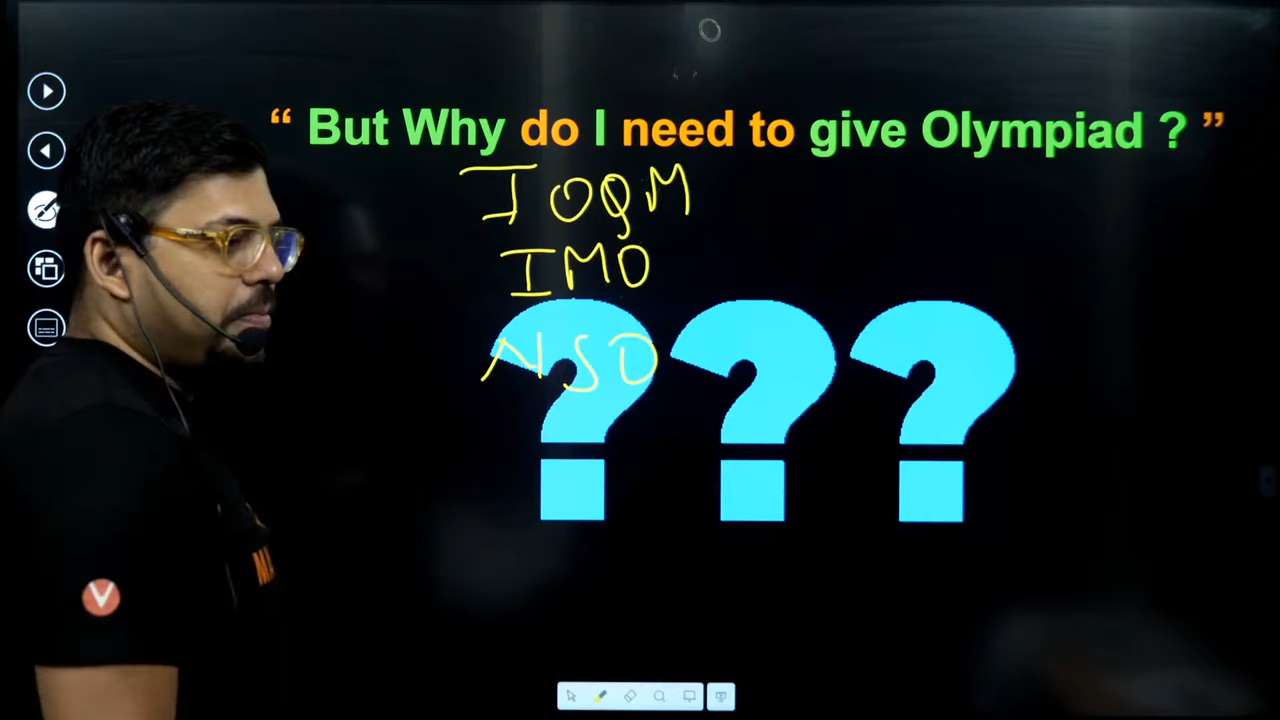 “ But Why do I need to give Olympiad ? ”
IOQM
IMO
NSO
???
V